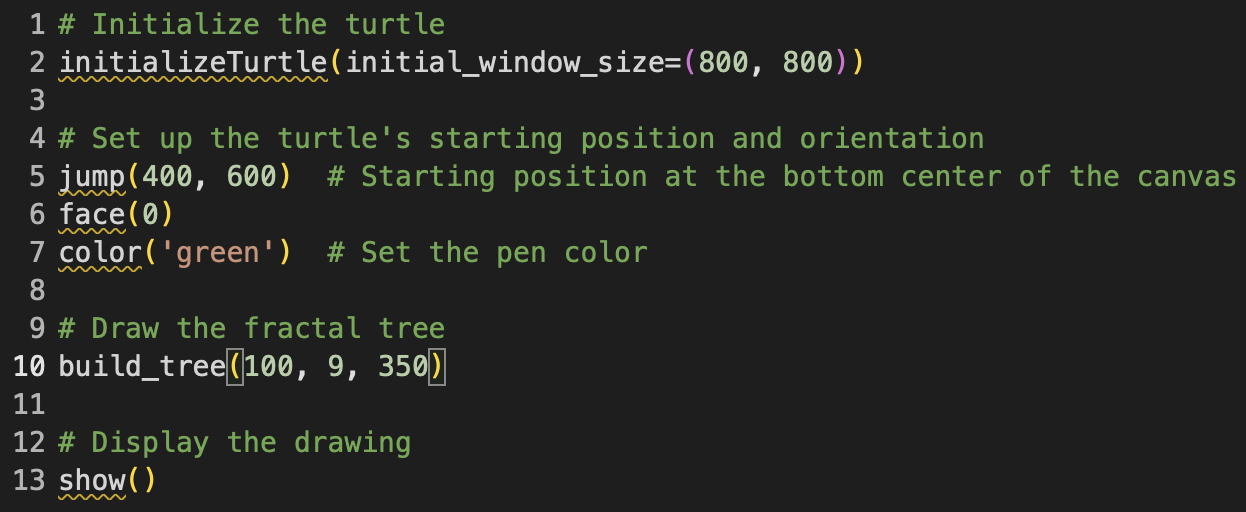 1 # Initialize the turtle
2 initializeTurtle(initial_window_size=(800, 800))
3
4 # Set up the turtle's starting position and orientation
5 jump(400, 600)  # Starting position at the bottom center of the canvas
6 face(0)
7 color('green')  # Set the pen color
8
9 # Draw the fractal tree
10 build_tree(100, 9, 350)
11
12 # Display the drawing
13 show()